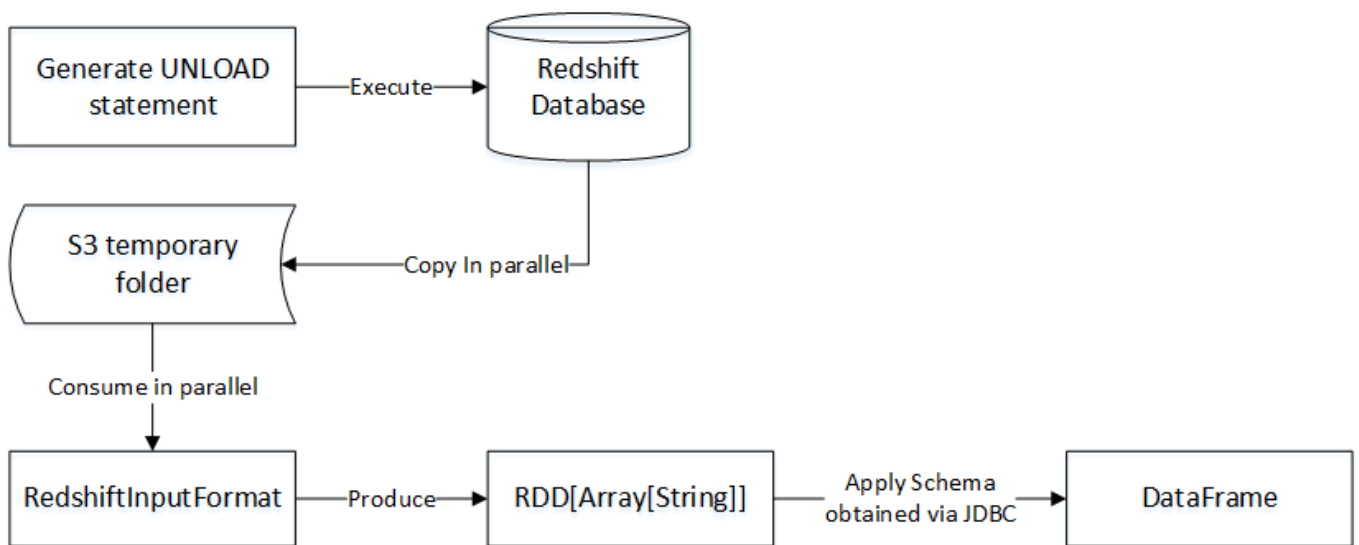 Generate UNLOAD
statement
Execute
Redshift
Database
S3 temporary
folder
Copy In parallel
Consume in parallel
RedshiftInputFormat
Produce
RDD[Array[String]]
Apply Schema
obtained via JDBC
DataFrame